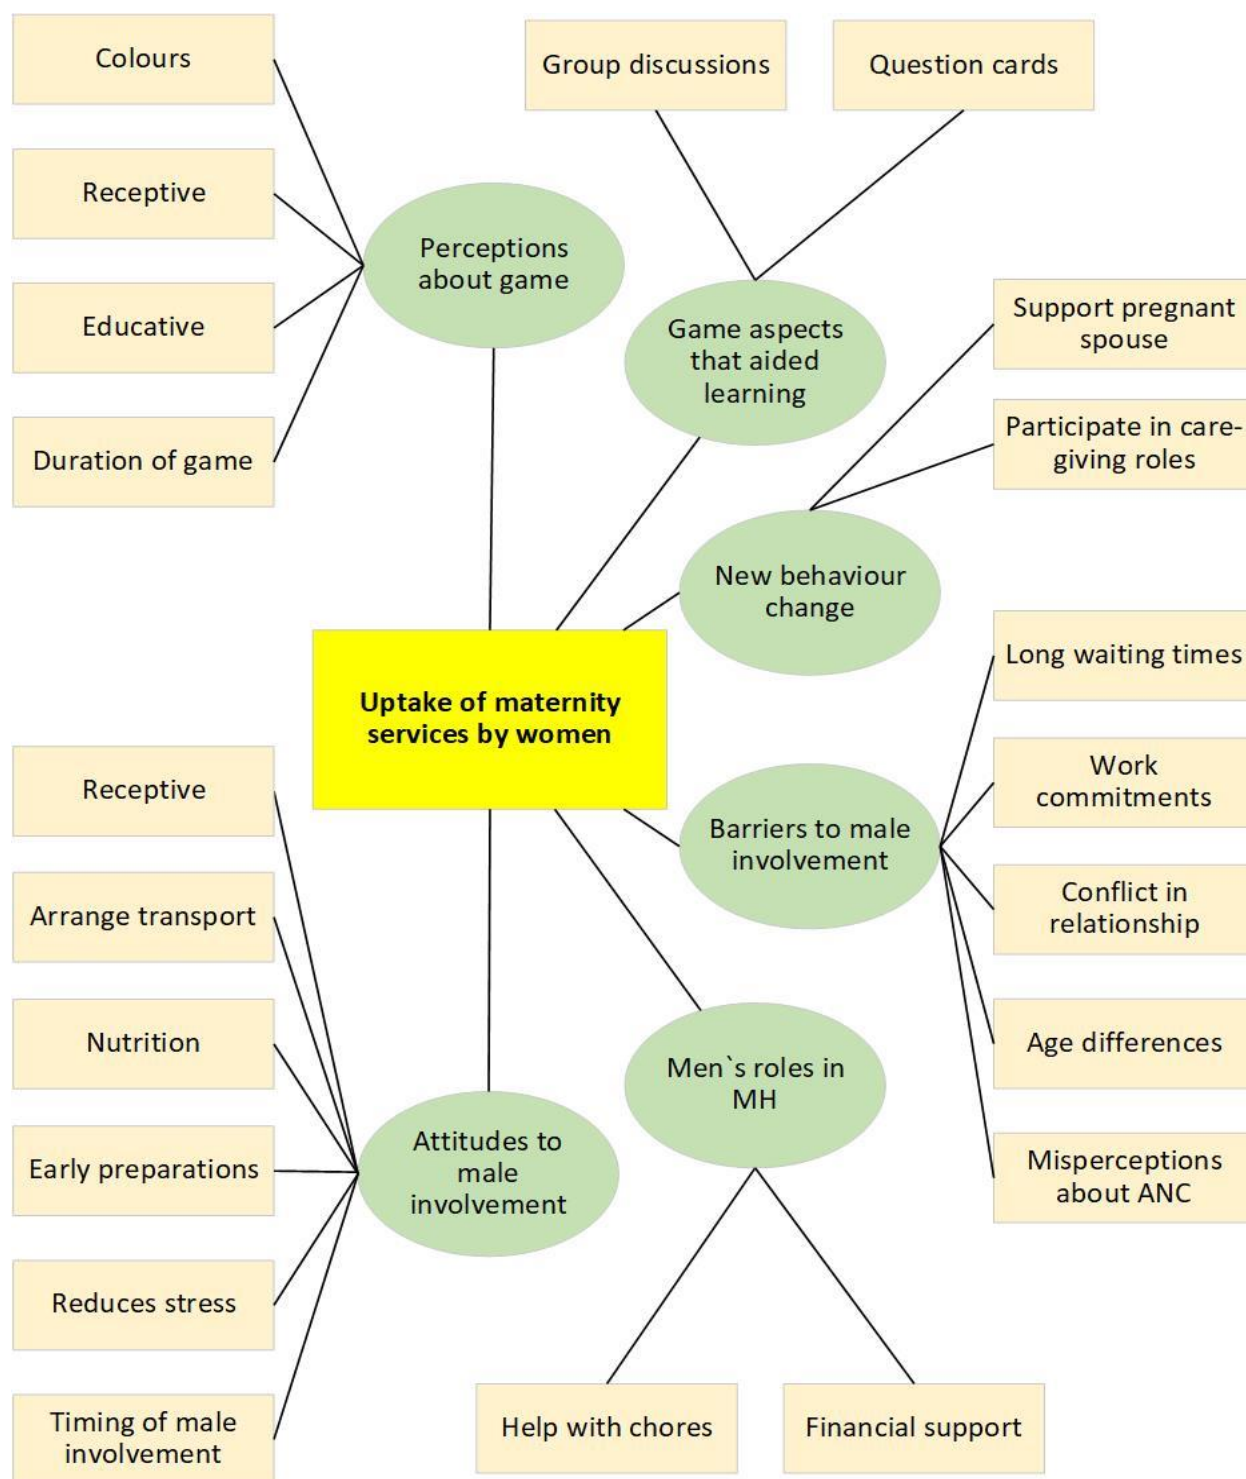 Colours
Receptive
Educative
Duration of game
Perceptions
about game
Group discussions
Question cards
Game aspects
that aided
learning
Support pregnant
spouse
Participate in care-
giving roles
New behaviour
change
Uptake of maternity
services by women
Long waiting times
Work
commitments
Conflict in
relationship
Age differences
Misperceptions
about ANC
Barriers to male
involvement
Receptive
Arrange transport
Nutrition
Early preparations
Reduces stress
Timing of male
involvement
Attitudes to
male
involvement
Men`s roles in
MH
Help with chores
Financial support